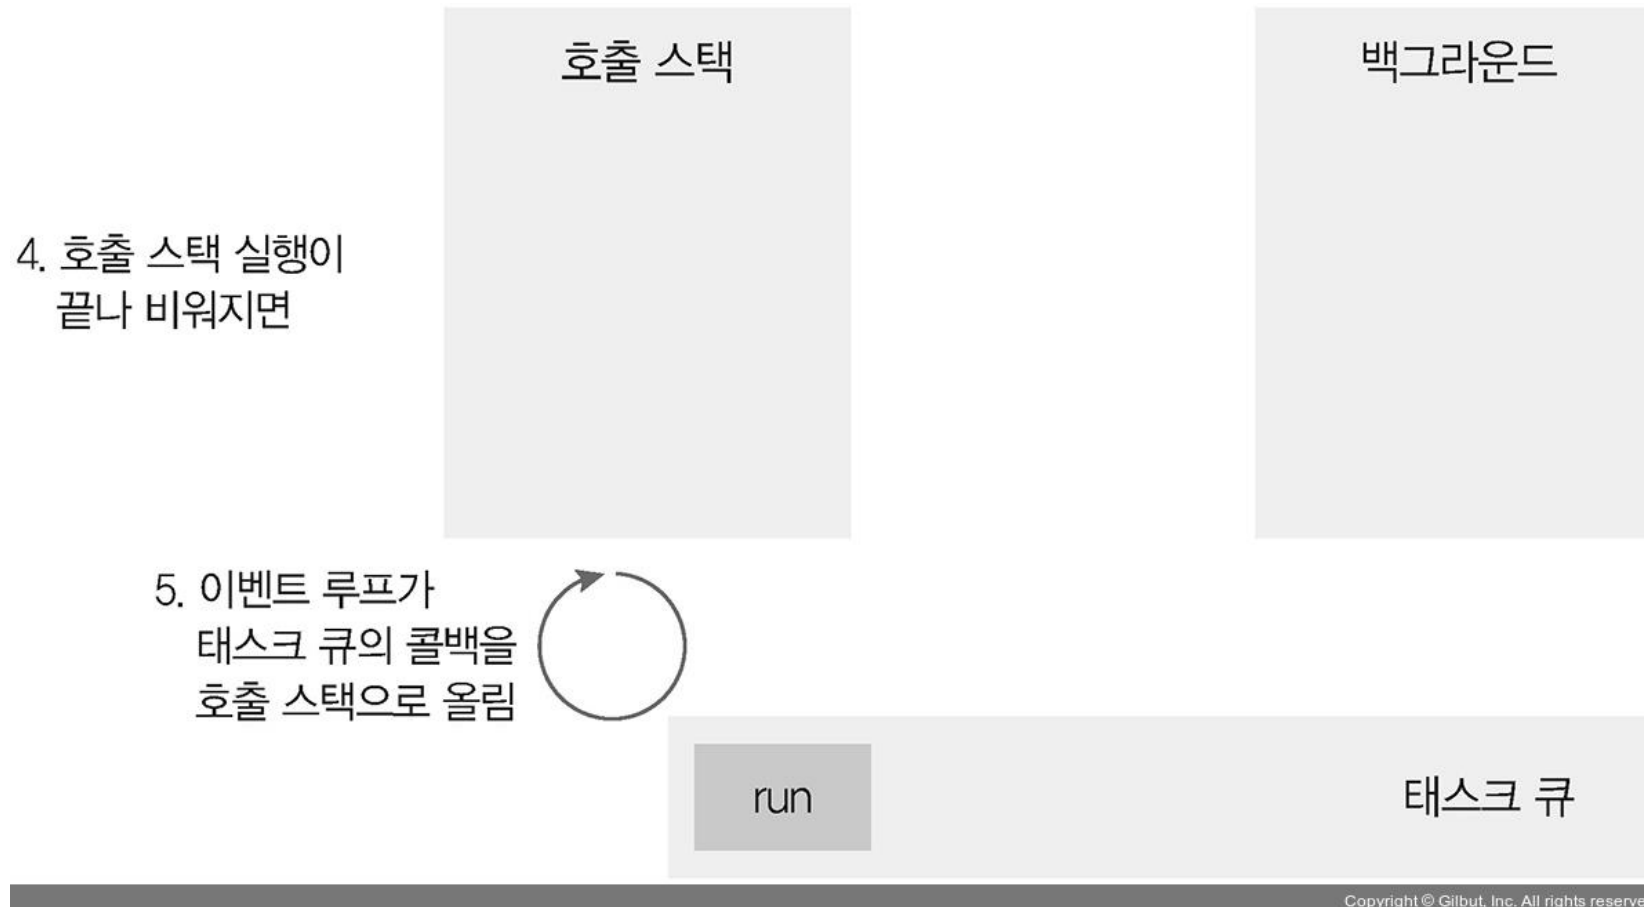 호출 스택
백그라운드
4. 호출 스택 실행이
끝나 비워지면
5. 이벤트 루프가
태스크 큐의 콜백을
호출 스택으로 올림
run
태스크 큐
Copyright © Gilbut, Inc. All rights reserve